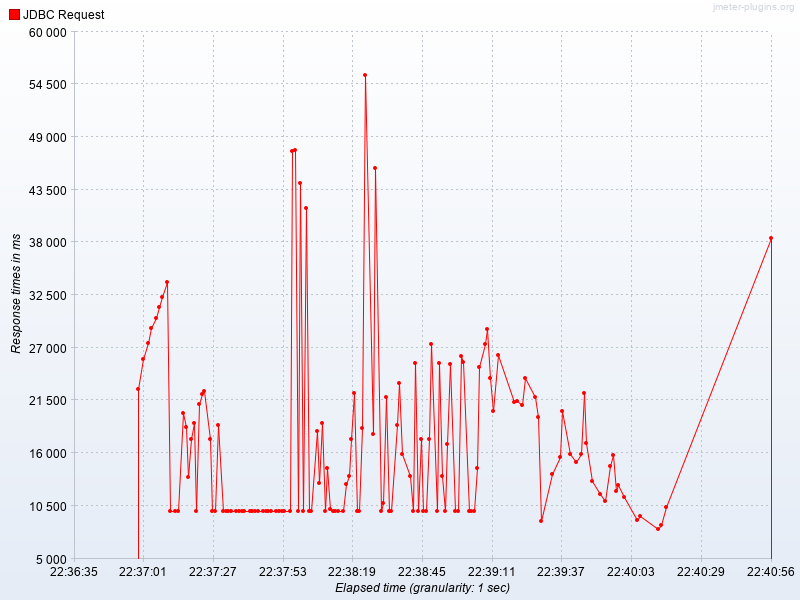 jmeter-plugins.org
JDBC Request
60 000
54 500
49 000
43 500
38 000
32 500
27 000
21 500
16 000
10 500
5 000
Response times in ms
22:36:35 22:37:01 22:37:27 22:37:53 22:38:19 22:38:45 22:39:11 22:39:37 22:40:03 22:40:29 22:40:56
Elapsed time (granularity: 1 sec)